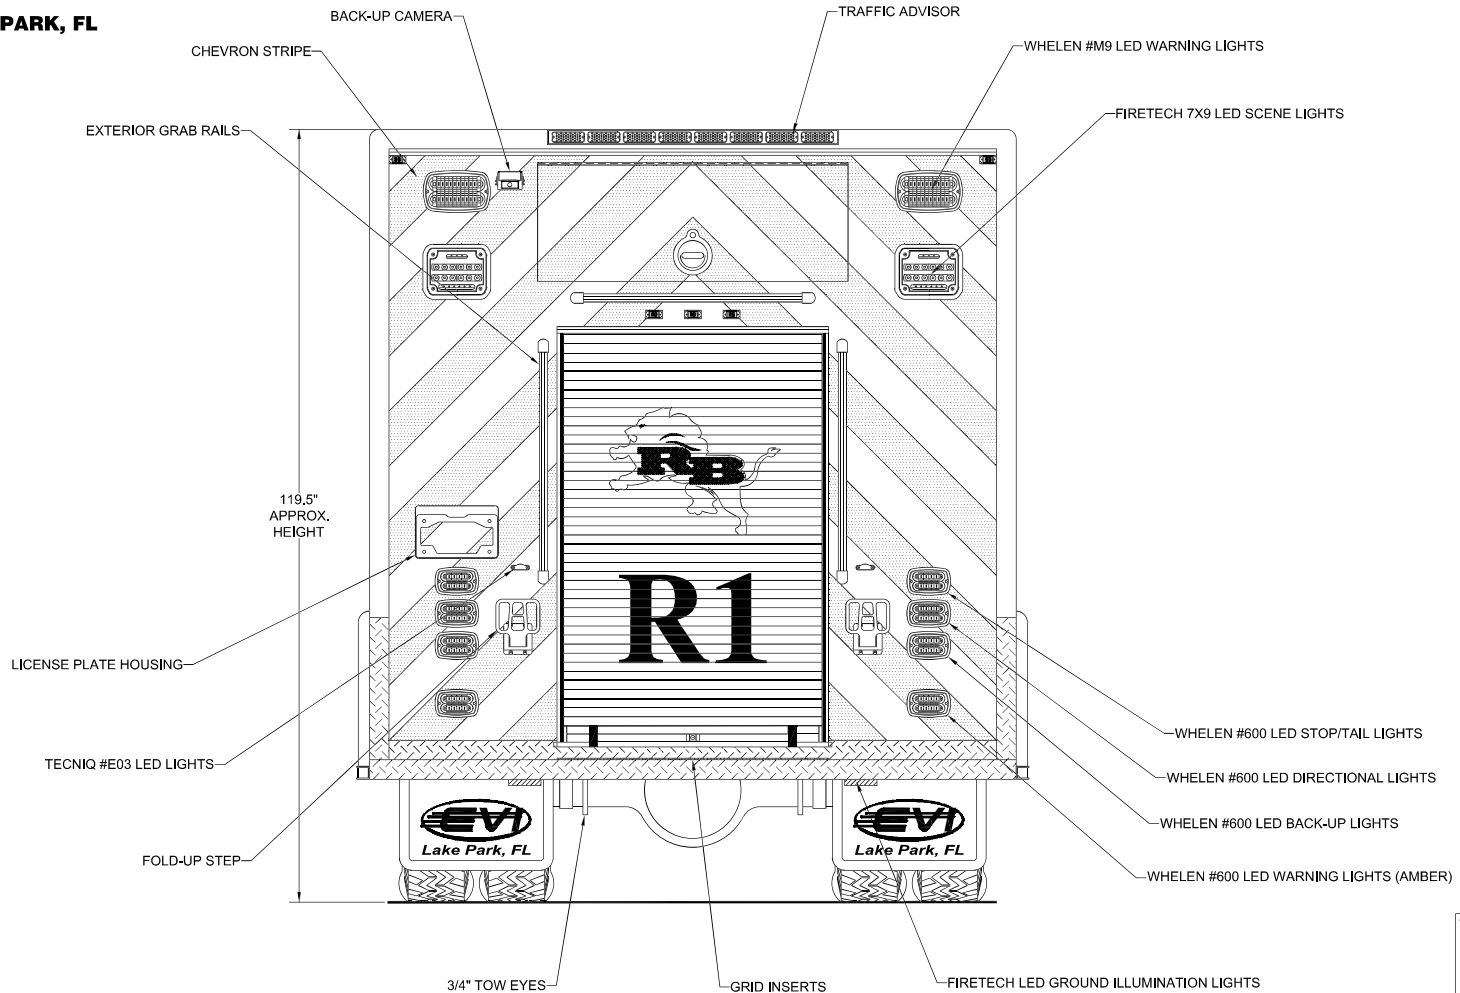 PARK, FL
BACK-UP CAMERA
TRAFFIC ADVISOR
CHEVRON STRIPE
WHELEN #M9 LED WARNING LIGHTS
EXTERIOR GRAB RAILS
FIRETECH 7X9 LED SCENE LIGHTS
RB
119.5"
APPROX.
HEIGHT
R1
LICENSE PLATE HOUSING
WHELEN #600 LED STOP/TAIL LIGHTS
TECNIQ #E03 LED LIGHTS
WHELEN #600 LED DIRECTIONAL LIGHTS
EVI
Lake Park, FL
EVI
Lake Park, FL
WHELEN #600 LED BACK-UP LIGHTS
FOLD-UP STEP
WHELEN #600 LED WARNING LIGHTS (AMBER)
3/4" TOW EYES
GRID INSERTS
FIRETECH LED GROUND ILLUMINATION LIGHTS